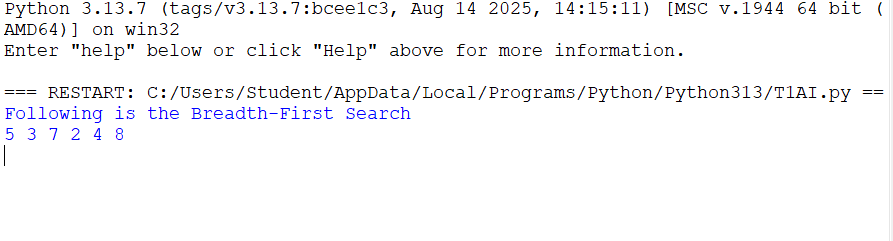 Python 3.13.7 (tags/v3.13.7:bcee1c3, Aug 14 2025, 14:15:11) [MSC v.1944 64 bit (
AMD64)] on win32
Enter "help" below or click "Help" above for more information.
=== RESTART: C:/Users/Student/AppData/Local/Programs/Python/Python313/T1AI.py ==
Following is the Breadth-First Search
5 3 7 2 4 8